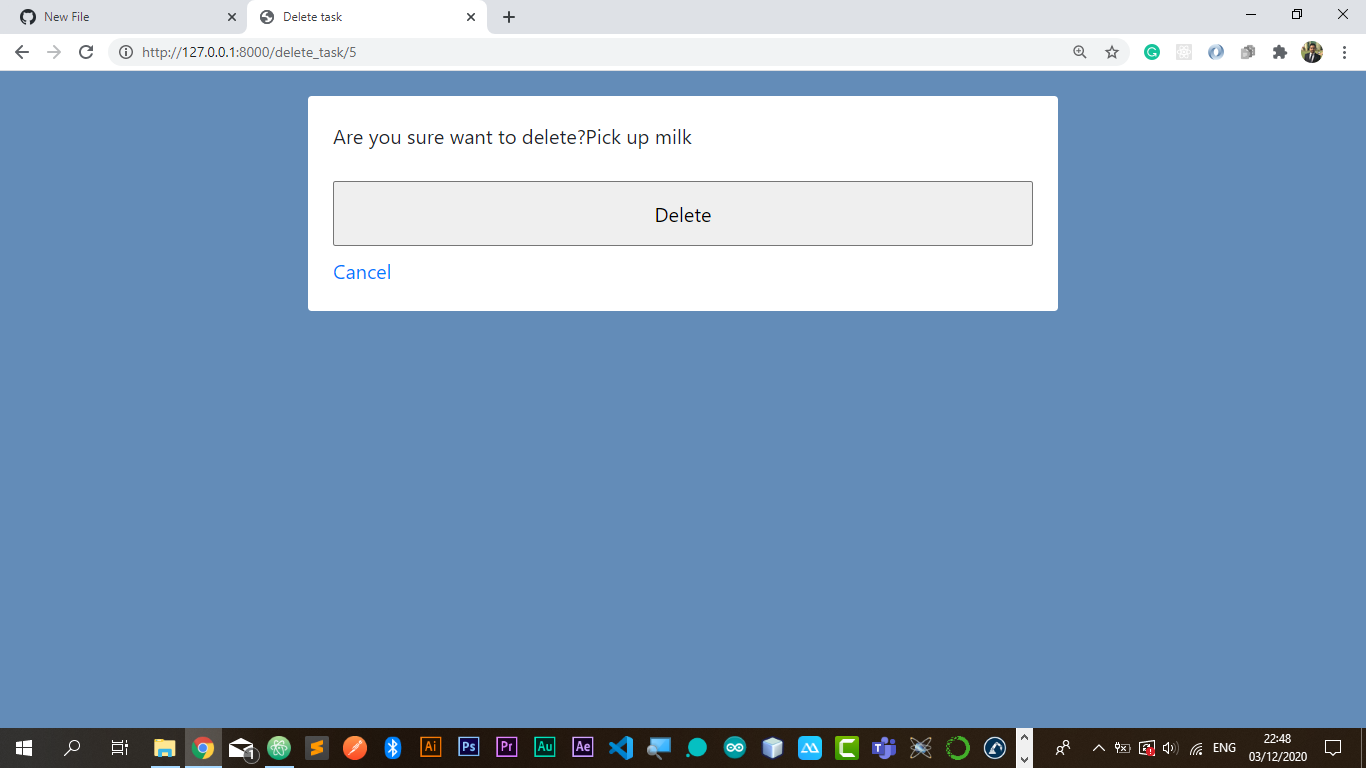 New File
Delete task
http://127.0.0.1:8000/delete_task/5
Are you sure want to delete?Pick up milk
Delete
Cancel
1
Ai
Ps
Pr
Au
Ae
ENG
22:48
03/12/2020